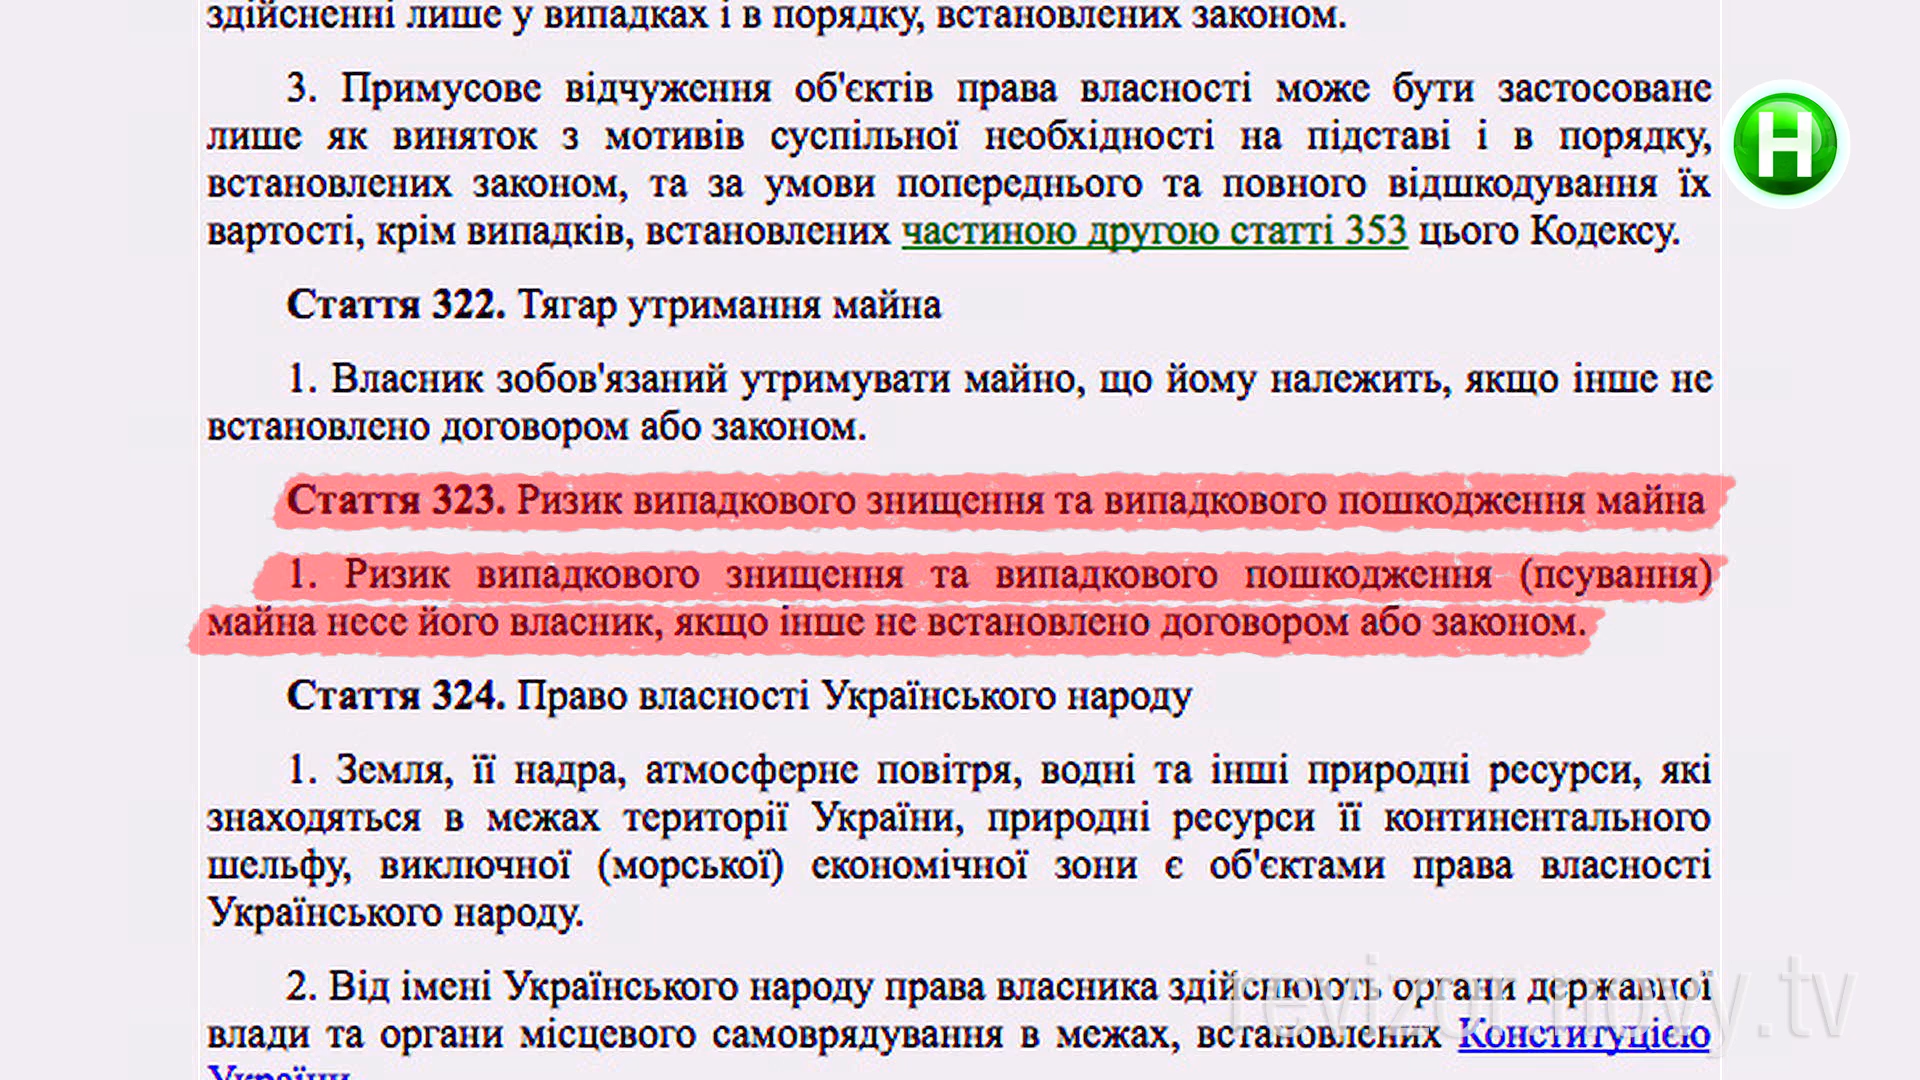 здійсненні лише у випадках і в порядку, встановлених законом.
3. Примусове відчуження об'єктів права власності може бути застосоване
лише як виняток з мотивів суспільної необхідності на підставі і в порядку,
встановлених законом, та за умови попереднього та повного відшкодування їх
вартості, крім випадків, встановлених частиною другою статті 353 цього Кодексу.
Н
Стаття 322. Тягар утримання майна
1. Власник зобов'язаний утримувати майно, що йому належить, якщо інше не
встановлено договором або законом.
Стаття 323. Ризик випадкового знищення та випадкового пошкодження майна
1. Ризик випадкового знищення та випадкового пошкодження (псування)
майна несе його власник, якщо інше не встановлено договором або законом.
Стаття 324. Право власності Українського народу
1. Земля, її надра, атмосферне повітря, водні та інші природні ресурси, які
знаходяться в межах території України, природні ресурси її континентального
шельфу, виключної (морської) економічної зони є об'єктами права власності
Українського народу.
2. Від імені Українського народу права власника здійснюють органи державної
влади та органи місцевого самоврядування в межах, встановлених Конституцією
України
revizor.novy.tv